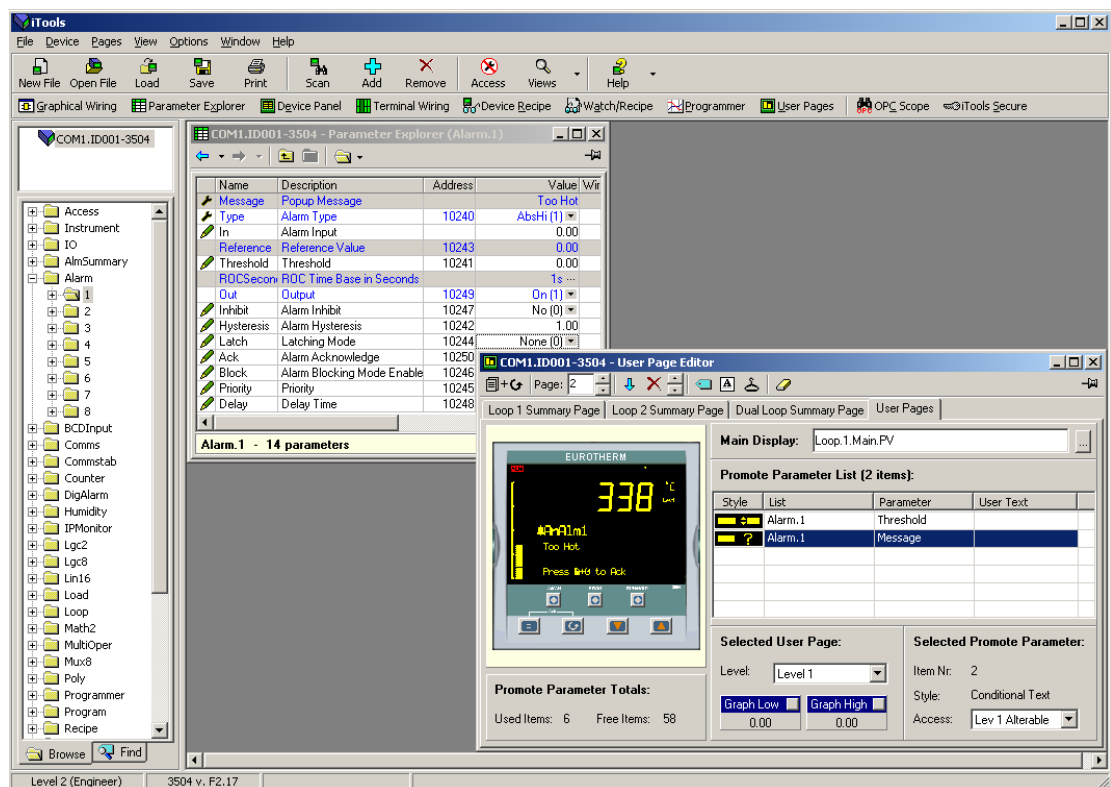 iTools
File Device Pages View Options Window Help
New File Open File Load Save Print Scan Add Remove Access Views Help
Graphical Wiring Parameter Explorer Device Panel Terminal Wiring Device Recipe Watch/Recipe Programmer User Pages OPC Scope iTools Secure
COM1.ID001-3504
Access
Instrument
IO
AlmSummary
Alarm
1
2
3
4
5
6
7
8
BCDInput
Comms
Commstab
Counter
DigAlarm
Humidity
IPMonitor
Lgc2
Lgc8
Lin16
Load
Loop
Math2
MultiOper
Mux8
Poly
Programmer
Program
Recipe
Browse Find
COM1.ID001-3504 - Parameter Explorer (Alarm.1)
Name Description Address Value Wir
Message Popup Message Too Hot
Type Alarm Type 10240 AbsHi (1)
In Alarm Input 0.00
Reference Reference Value 10243 0.00
Threshold Threshold 10241 0.00
ROCSecon ROC Time Base in Seconds 1s ...
Out Output 10249 On (1)
Inhibit Alarm Inhibit 10247 No (0)
Hysteresis Alarm Hysteresis 10242 1.00
Latch Latching Mode 10244 None (0)
Ack Alarm Acknowledge 10250
Block Alarm Blocking Mode Enable 10246
Priority Priority 10245
Delay Delay Time 10248
Alarm.1 - 14 parameters
COM1.ID001-3504 - User Page Editor
Page: 2
Loop 1 Summary Page Loop 2 Summary Page Dual Loop Summary Page User Pages
EUROTHERM
338 °C
AnAlm1
Too Hot
to Ack
Press
Main Display: Loop.1.Main.PV ...
Promote Parameter List (2 items):
Style List Parameter User Text
Alarm.1 Threshold
? Alarm.1 Message
Promote Parameter Totals:
Used Items: 6 Free Items: 58
Selected User Page:
Level: Level 1
Graph Low Graph High
0.00 0.00
Selected Promote Parameter:
Item Nr: 2
Style: Conditional Text
Access: Lev 1 Alterable
Level 2 (Engineer) 3504 v. F2.17